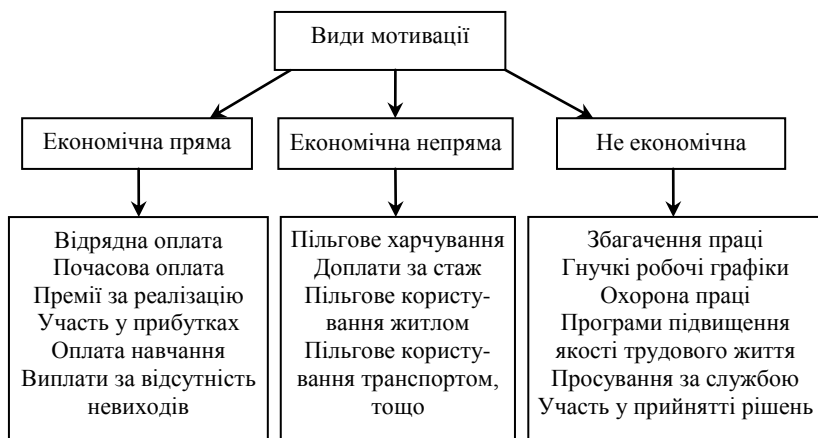 Види мотивації
Економічна пряма
Економічна непряма
Не економічна
Відрядна оплата
Почасова оплата
Премії за реалізацію
Участь у прибутках
Оплата навчання
Виплати за відсутність
невиходів
Пільгове харчування
Доплати за стаж
Пільгове користу-
вання житлом
Пільгове користу-
вання транспортом,
тощо
Збагачення праці
Гнучкі робочі графіки
Охорона праці
Програми підвищення
якості трудового життя
Просування за службою
Участь у прийнятті рішень